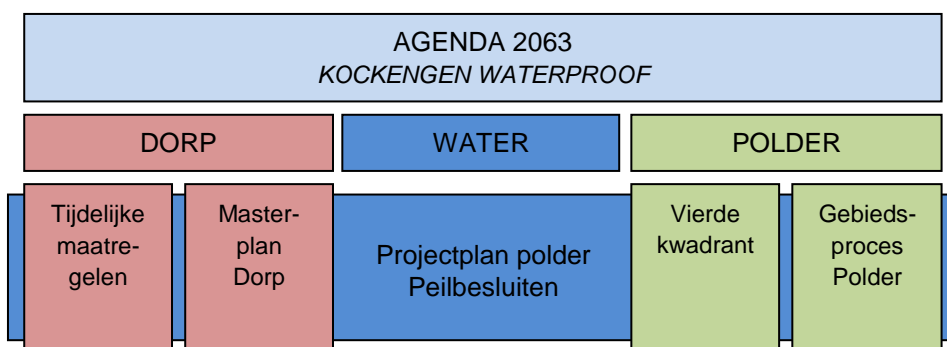 AGENDA 2063
KOCKENGEN WATERPROOF
DORP
WATER
POLDER
Tijdelijke
maatre-
gelen
Master-
plan
Dorp
Projectplan polder
Peilbesluiten
Vierde
kwadrant
Gebieds-
proces
Polder